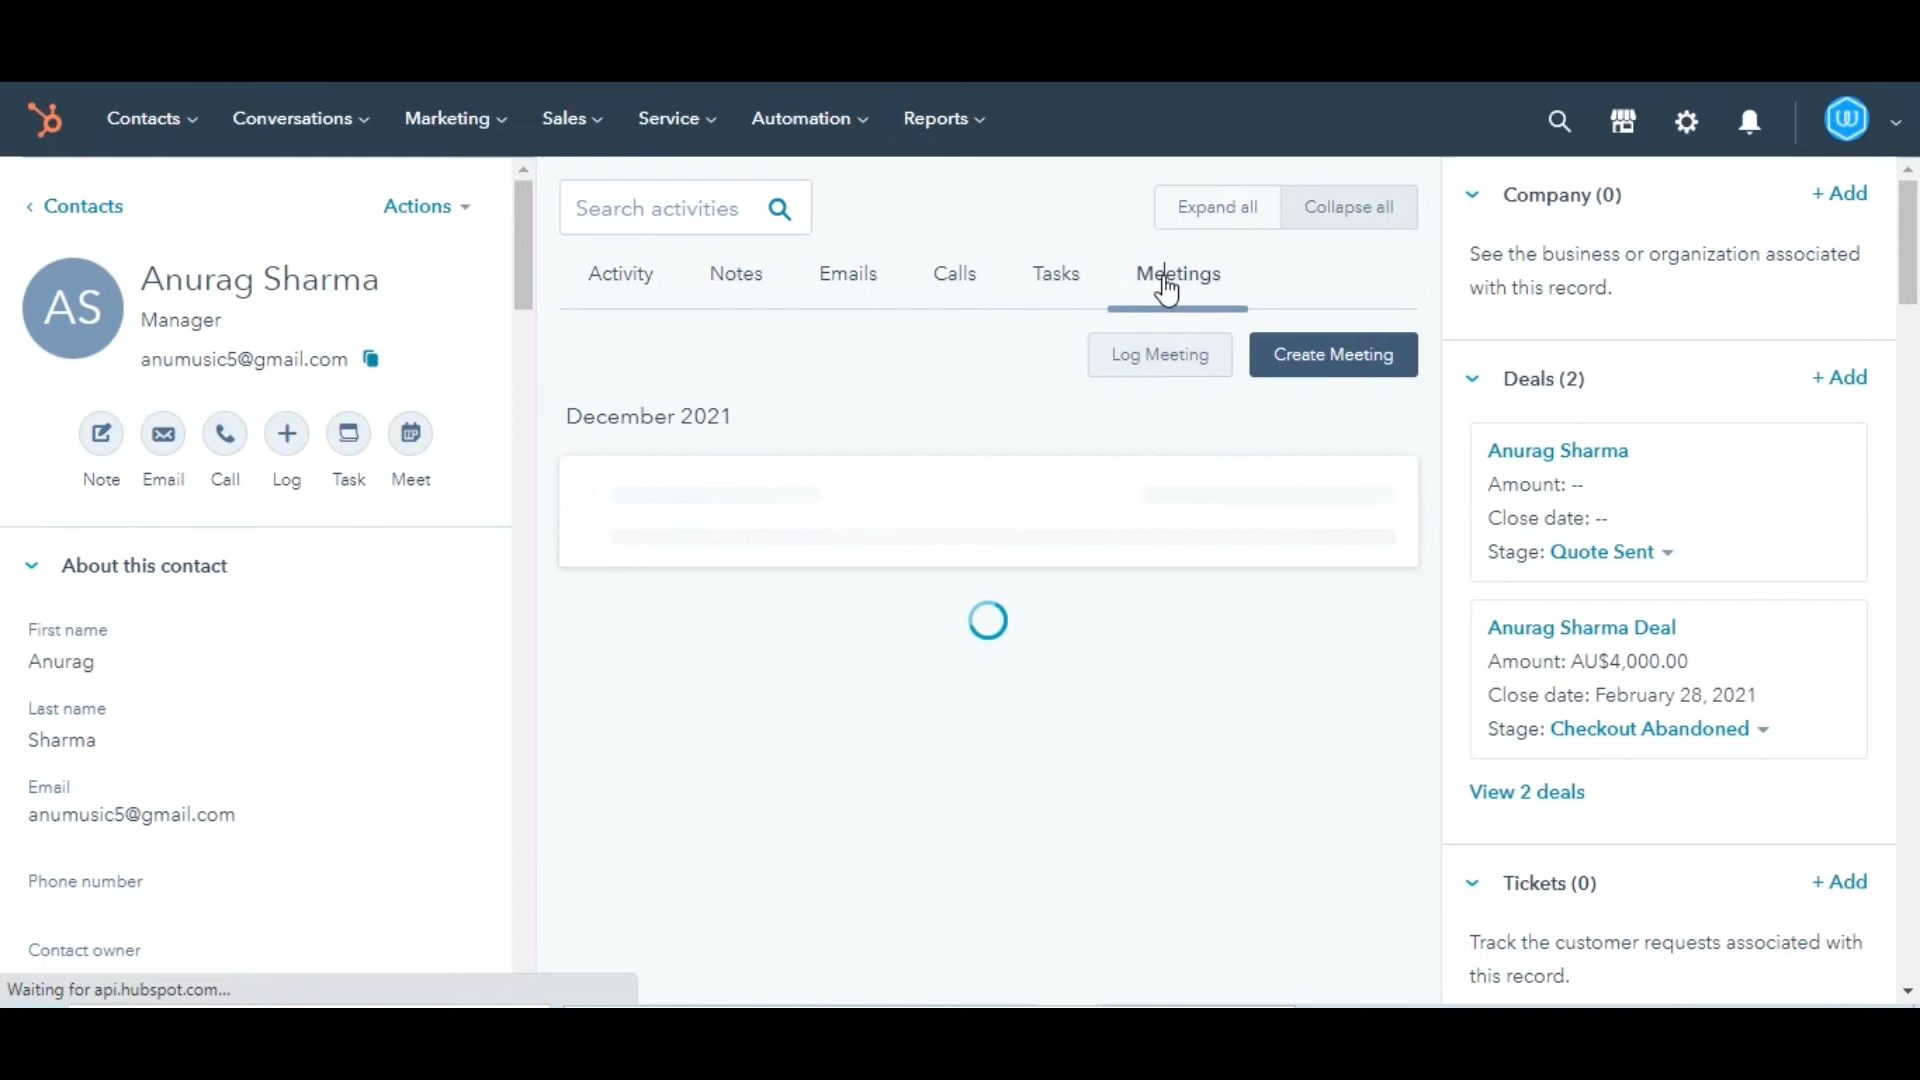 Contacts
Conversations
Marketing
Sales
Service
Automation
Reports
Contacts
Actions
AS
Anurag Sharma
Manager
anumusic5@gmail.com
Note
Email
Call
Log
Task
Meet
About this contact
First name
Anurag
Last name
Sharma
Email
anumusic5@gmail.com
Phone number
Contact owner
Waiting for api.hubspot.com...
Search activities
Expand all
Collapse all
Activity
Notes
Emails
Calls
Tasks
Meetings
Log Meeting
Create Meeting
December 2021
Company (0)
+ Add
See the business or organization associated
with this record.
Deals (2)
+ Add
Anurag Sharma
Amount: --
Close date: --
Stage: Quote Sent
Anurag Sharma Deal
Amount: AU$4,000.00
Close date: February 28, 2021
Stage: Checkout Abandoned
View 2 deals
Tickets (0)
+ Add
Track the customer requests associated with
this record.